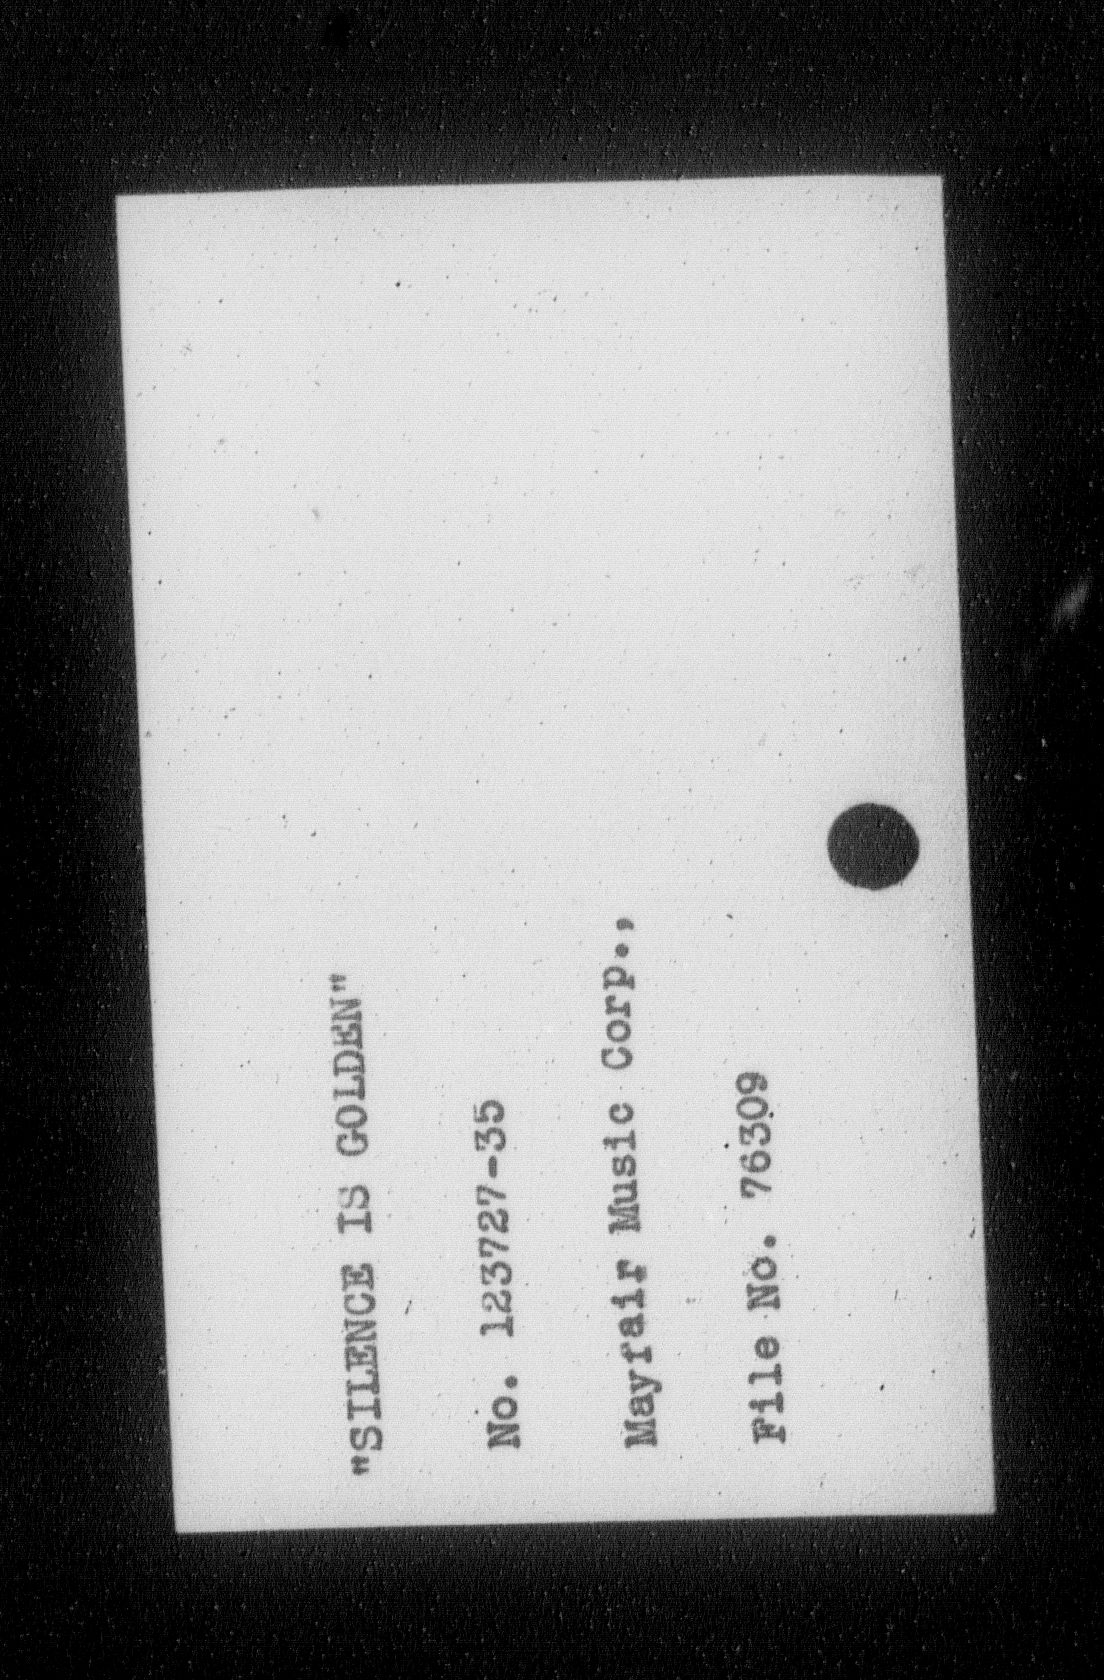 "SILENCE IS GOLDEN"
No. 123727-35
Mayfair Music Corp.,
File No. 76309